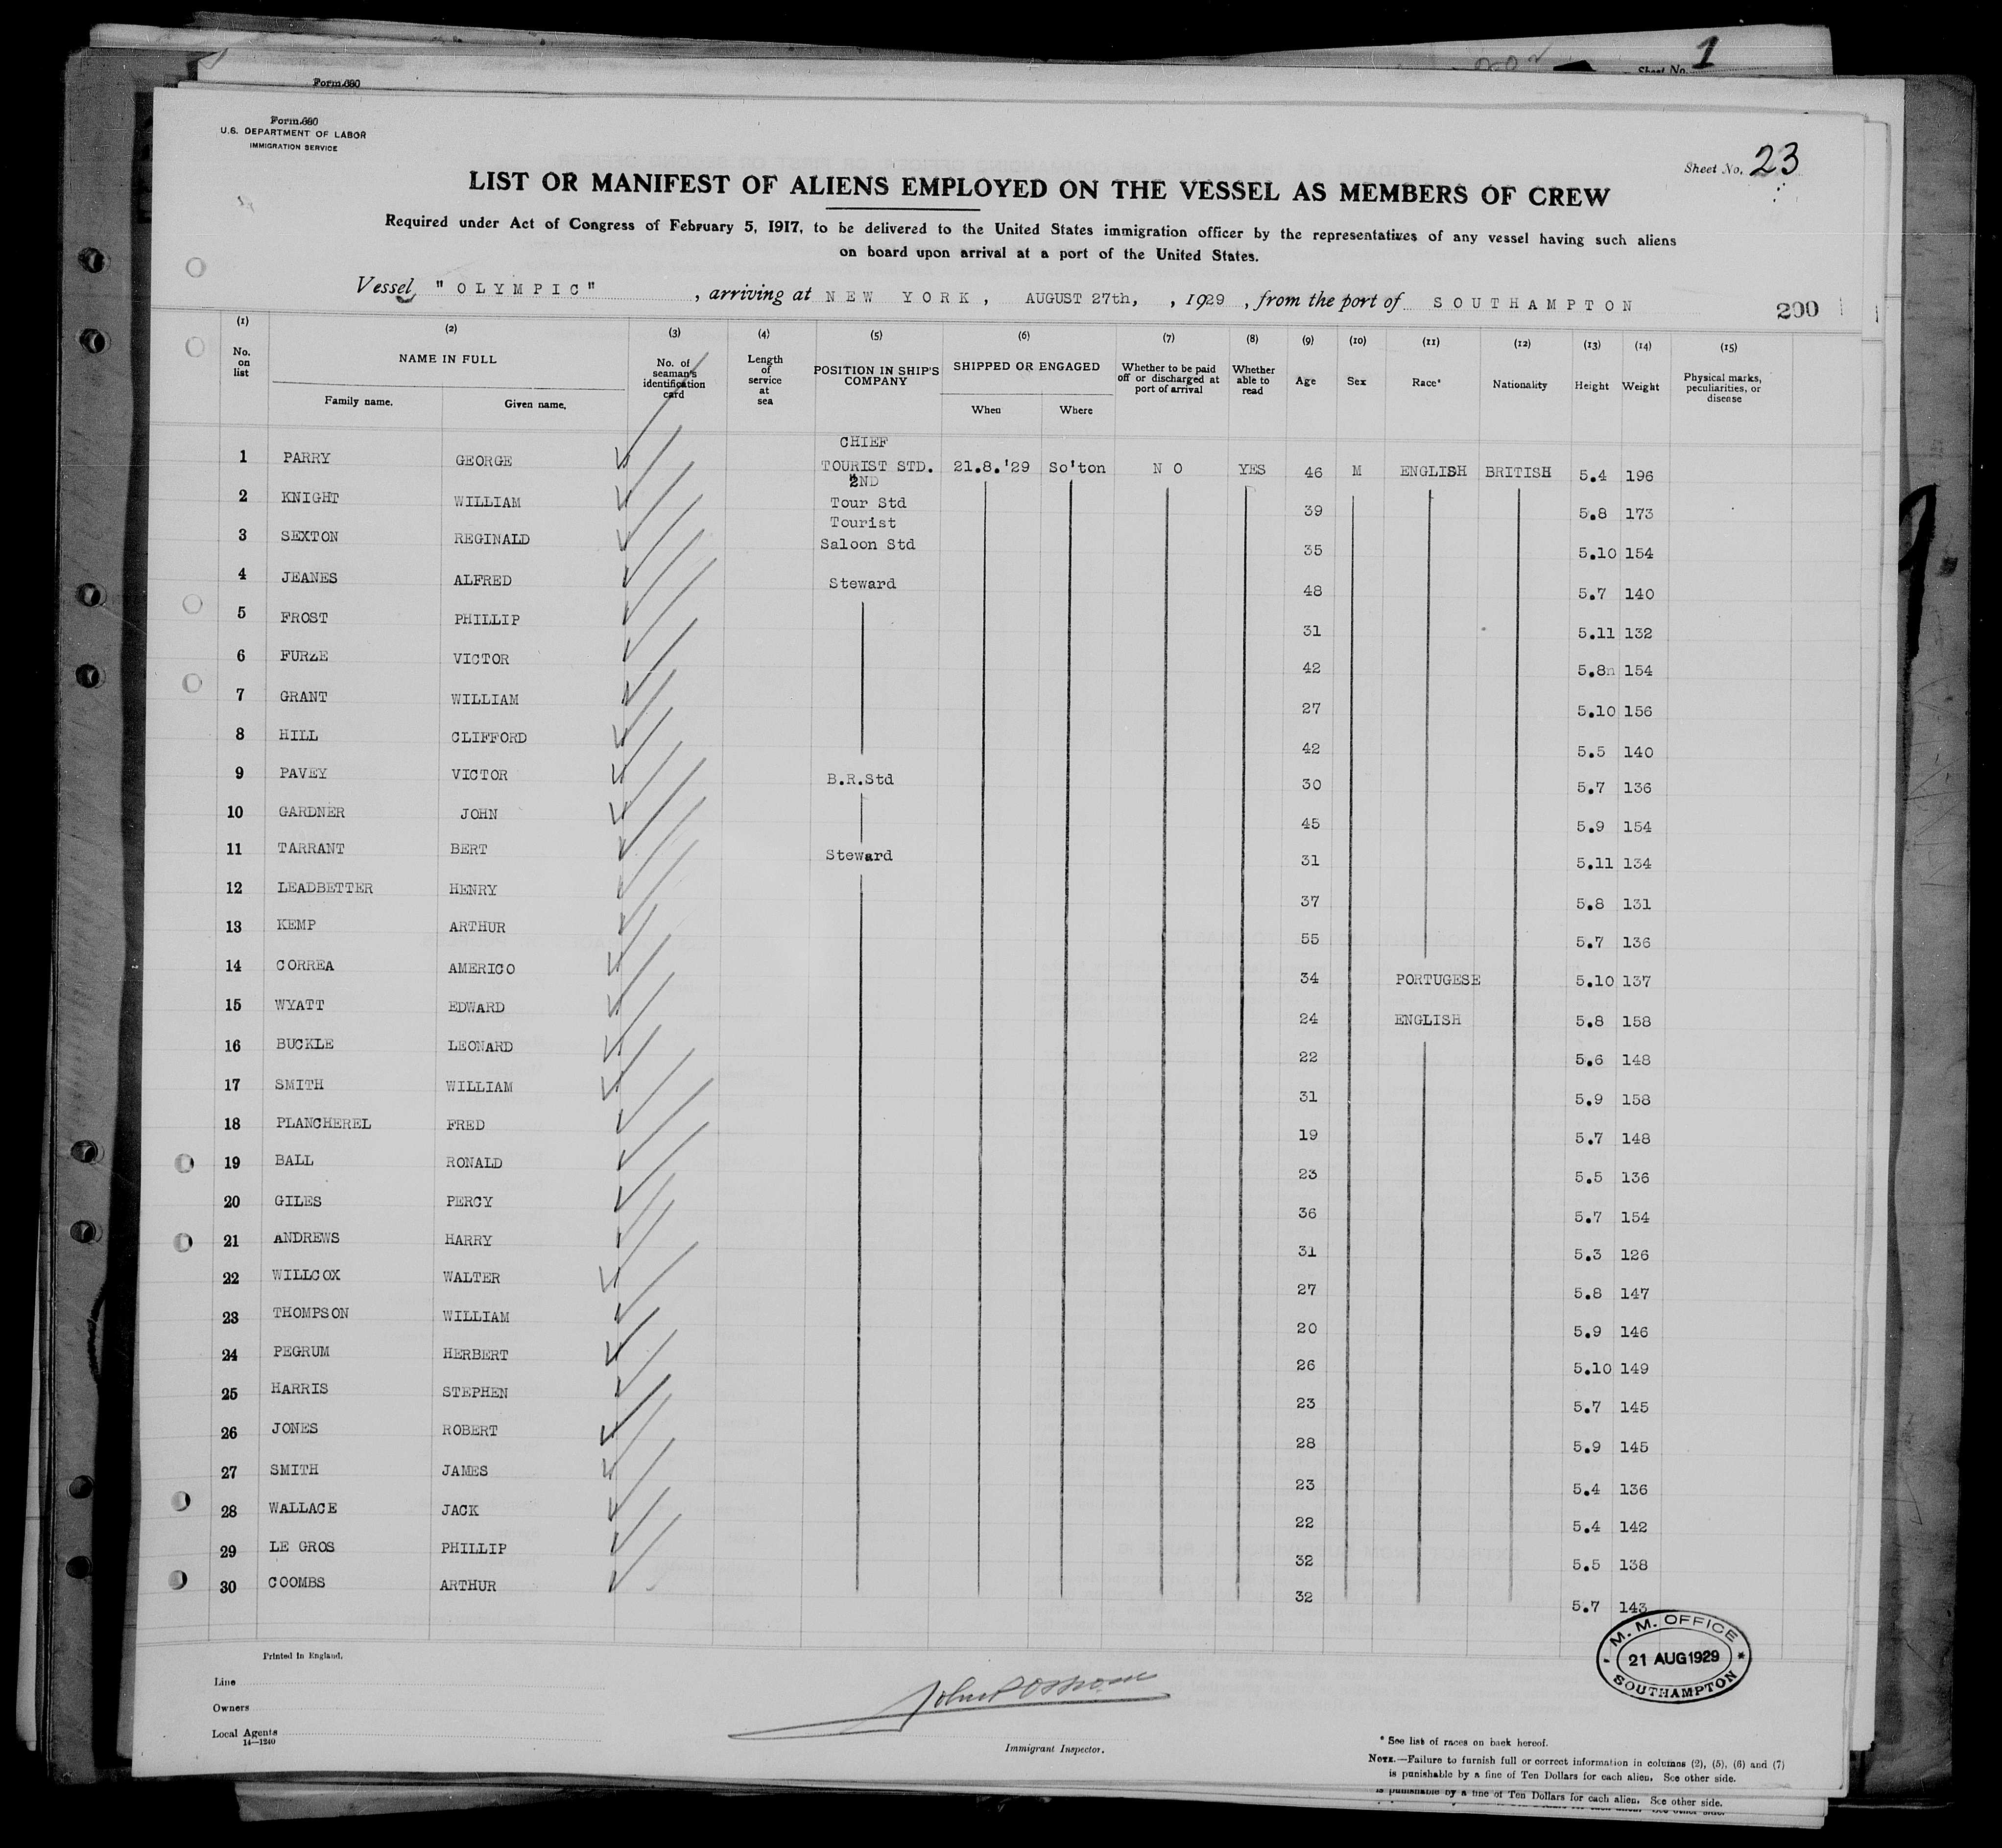 Sheet No. 1
Form 680
Form 680
U.S. DEPARTMENT OF LABOR
IMMIGRATION SERVICE
Sheet No. 23
LIST OR MANIFEST OF ALIENS EMPLOYED ON THE VESSEL AS MEMBERS OF CREW
Required under Act of Congress of February 5, 1917, to be delivered to the United States immigration officer by the representatives of any vessel having such aliens
on board upon arrival at a port of the United States.
Vessel "OLYMPIC", arriving at NEW YORK, AUGUST 27th, , 1929, from the port of SOUTHAMPTON
200
(1) (2) (3) (4) (5) (6) (7) (8) (9) (10) (11) (12) (13) (14) (15)
No. on list NAME IN FULL No. of seaman's identification card Length of service at sea POSITION IN SHIP'S COMPANY SHIPPED OR ENGAGED Whether to be paid off or discharged at port of arrival Whether able to read Age Sex Race* Nationality Height Weight Physical marks, peculiarities, or disease
Family name. Given name. When Where
CHIEF
1 PARRY GEORGE TOURIST STD. 21.8.'29 So'ton NO YES 46 M ENGLISH BRITISH 5.4 196
2ND
2 KNIGHT WILLIAM Tour Std 39 5.8 173
Tourist
3 SEXTON REGINALD Saloon Std 35 5.10 154
4 JEANES ALFRED Steward 48 5.7 140
5 FROST PHILLIP 31 5.11 132
6 FURZE VICTOR 42 5.8n 154
7 GRANT WILLIAM 27 5.10 156
8 HILL CLIFFORD 42 5.5 140
9 PAVEY VICTOR B.R.Std 30 5.7 136
10 GARDNER JOHN 45 5.9 154
11 TARRANT BERT Steward 31 5.11 134
12 LEADBETTER HENRY 37 5.8 131
13 KEMP ARTHUR 55 5.7 136
14 CORREA AMERICO 34 PORTUGESE 5.10 137
15 WYATT EDWARD 24 ENGLISH 5.8 158
16 BUCKLE LEONARD 22 5.6 148
17 SMITH WILLIAM 31 5.9 158
18 PLANCHEREL FRED 19 5.7 148
19 BALL RONALD 23 5.5 136
20 GILES PERCY 36 5.7 154
21 ANDREWS HARRY 31 5.3 126
22 WILLCOX WALTER 27 5.8 147
23 THOMPSON WILLIAM 20 5.9 146
24 PEGRUM HERBERT 26 5.10 149
25 HARRIS STEPHEN 23 5.7 145
26 JONES ROBERT 28 5.9 145
27 SMITH JAMES 23 5.4 136
28 WALLACE JACK 22 5.4 142
29 LE GROS PHILLIP 32 5.5 138
30 COOMBS ARTHUR 32 5.7 143
M. M. OFFICE
21 AUG 1929
SOUTHAMPTON
Printed in England.
Line
Owners
Local Agents
14—1240
Immigrant Inspector.
* See list of races on back hereof.
NOTE.—Failure to furnish full or correct information in columns (2), (5), (6) and (7)
is punishable by a fine of Ten Dollars for each alien. See other side.
is punishable by a fine of Ten Dollars for each alien. See other side.